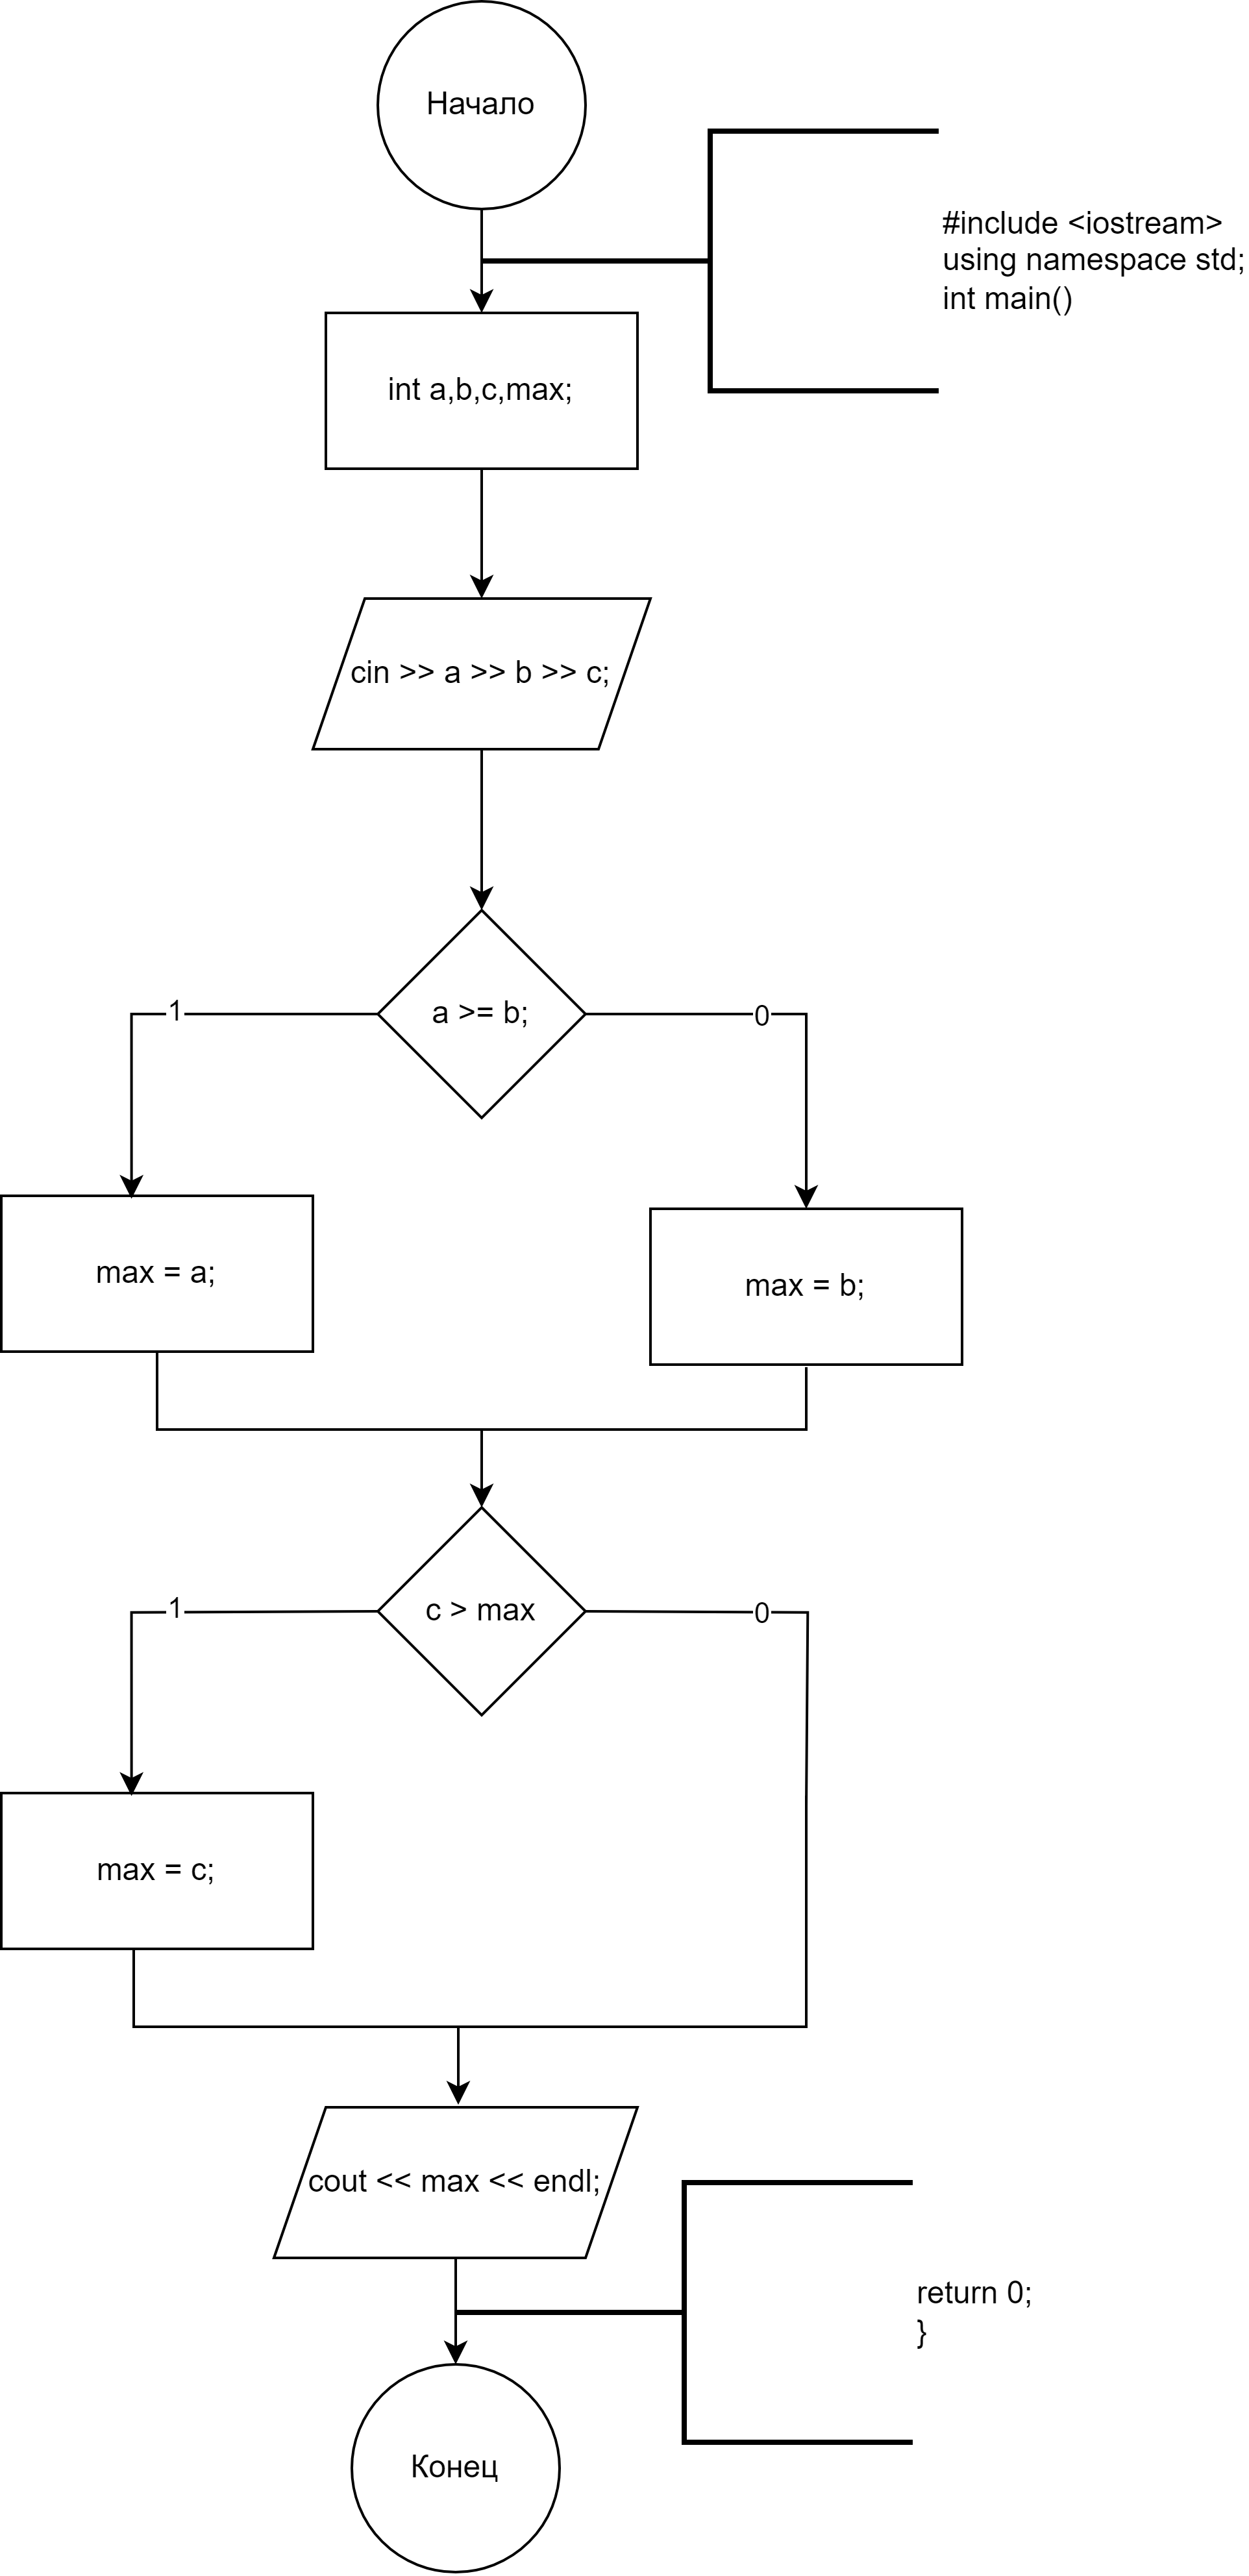 Начало
#include <iostream>
using namespace std;
int main()
int a,b,c,max;
cin >> a >> b >> c;
a >= b;
1
0
max = a;
max = b;
c > max
1
0
max = c;
cout << max << endl;
return 0;
}
Конец